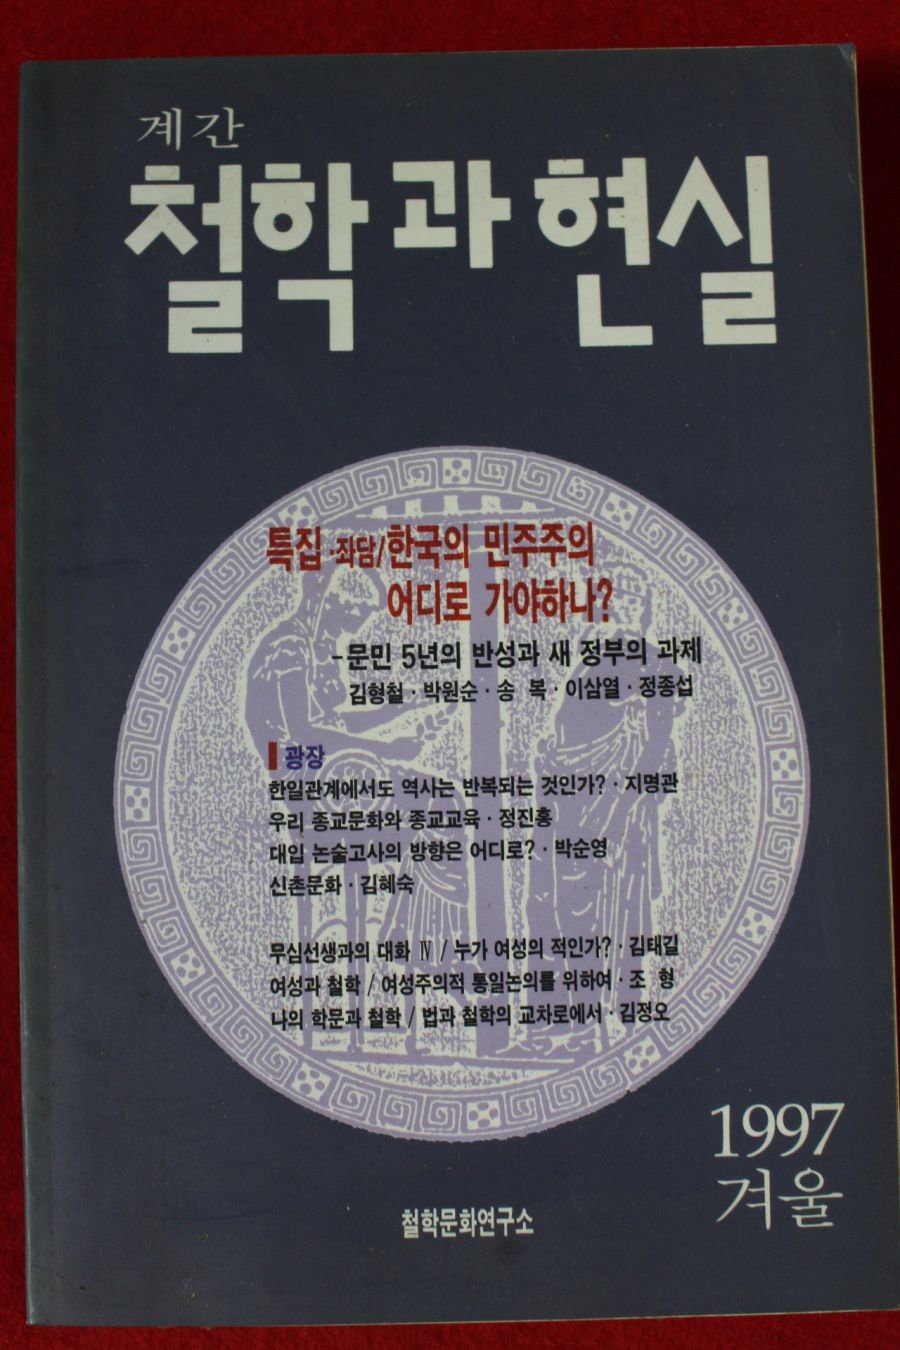 계간
철학과 현실
특집·좌담/한국의 민주주의
어디로 가야하나?
-문민 5년의 반성과 새 정부의 과제
김형철·박원순·송 복·이삼열·정종섭
광장
한일관계에서도 역사는 반복되는 것인가?·지명관
우리 종교문화와 종교교육·정진홍
대입 논술고사의 방향은 어디로?·박순영
신촌문화·김혜숙
무심선생과의 대화 Ⅳ / 누가 여성의 적인가?·김태길
여성과 철학 / 여성주의적 통일논의를 위하여·조 형
나의 학문과 철학 / 법과 철학의 교차로에서·김정오
1997
겨울
철학문화연구소